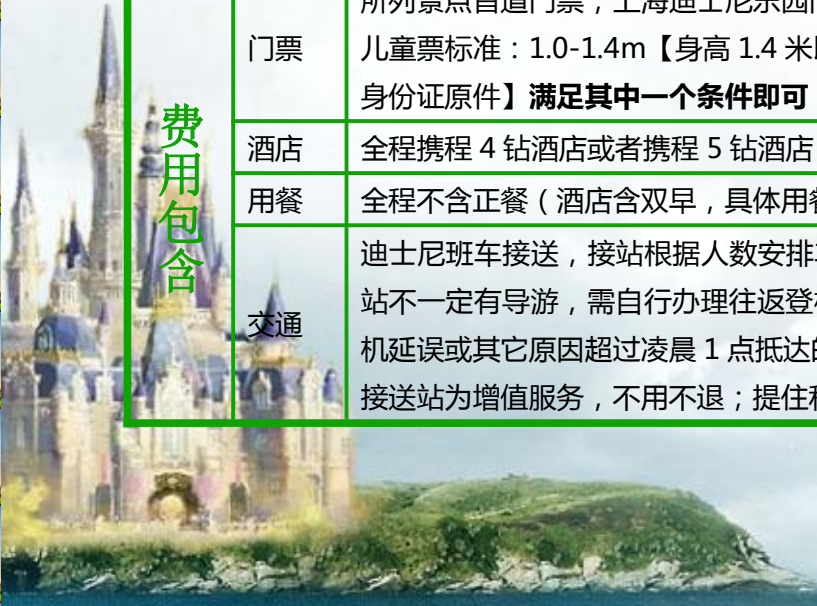 费用包含
门票
所列景点首道门票，上海迪士尼乐园
儿童票标准：1.0-1.4m【身高 1.4 米
身份证原件】满足其中一个条件即可
酒店
全程携程 4 钻酒店或者携程 5 钻酒店
用餐
全程不含正餐（酒店含双早，具体用餐
交通
迪士尼班车接送，接站根据人数安排
站不一定有导游，需自行办理往返登机
机延误或其它原因超过凌晨 1 点抵达的
接送站为增值服务，不用不退；提住